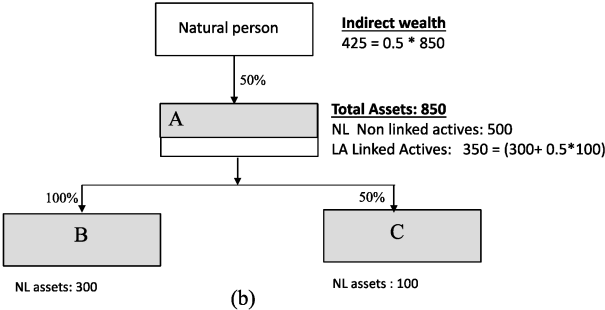 Natural person
Indirect wealth
425 = 0.5 * 850
50%
A
Total Assets: 850
NL Non linked actives: 500
LA Linked Actives: 350 = (300+ 0.5*100)
100%
50%
B
C
NL assets: 300
NL assets : 100
(b)